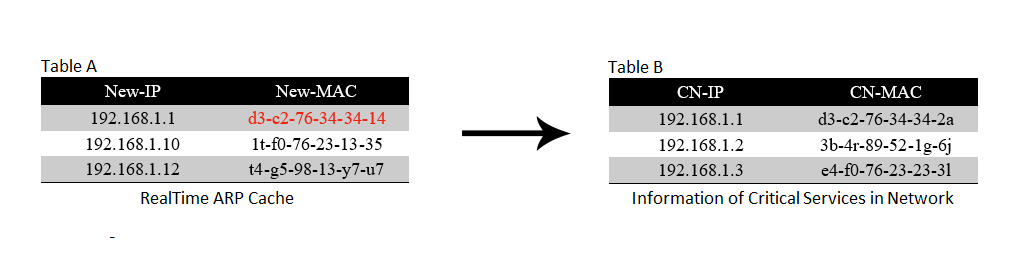 Table A
New-IP New-MAC
192.168.1.1 d3-c2-76-34-34-14
192.168.1.10 1t-f0-76-23-13-35
192.168.1.12 t4-g5-98-13-y7-u7
RealTime ARP Cache
-
Table B
CN-IP CN-MAC
192.168.1.1 d3-c2-76-34-34-2a
192.168.1.2 3b-4r-89-52-1g-6j
192.168.1.3 e4-f0-76-23-23-3l
Information of Critical Services in Network